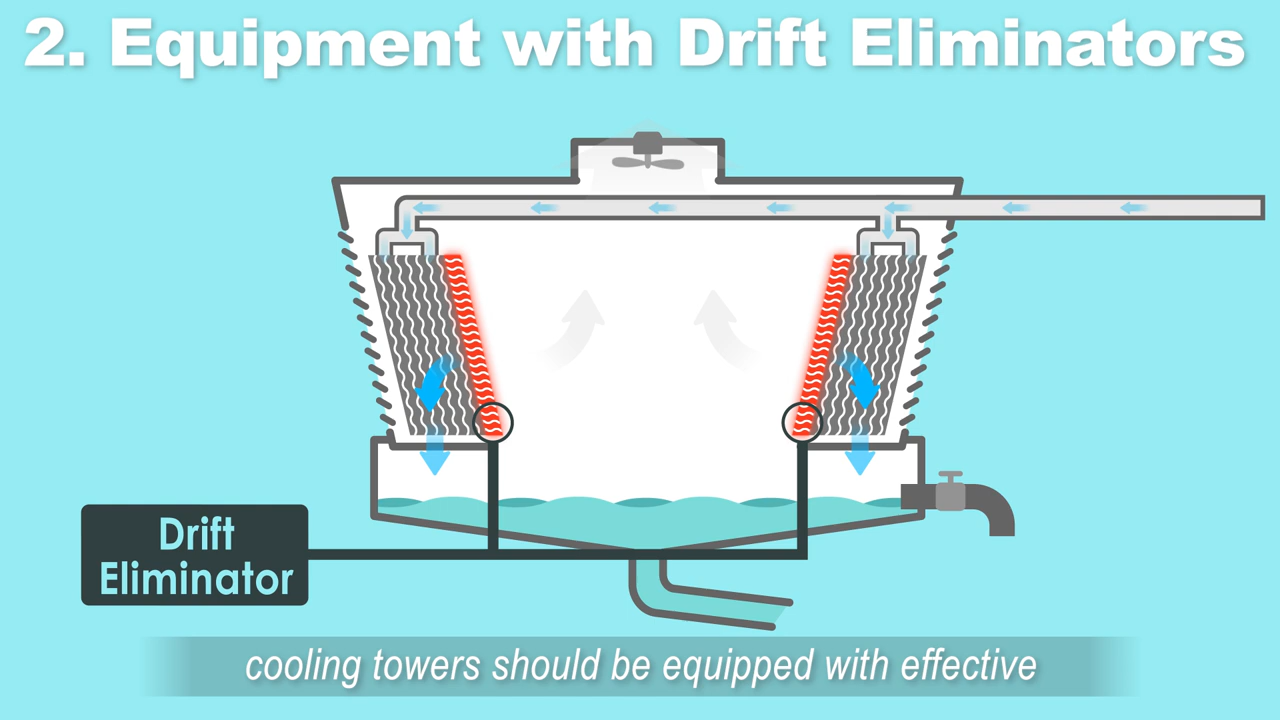 2. Equipment with Drift Eliminators
Drift
Eliminator
cooling towers should be equipped with effective